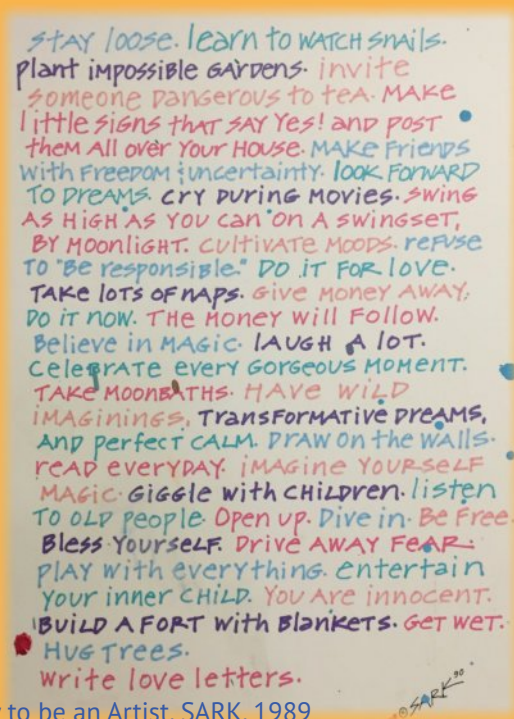 STAY loose. learn to WATCH snails.
Plant impossible GARDENS. invite
someone Dangerous to teA. MAKE
little signs that SAY Yes! and post
them All over Your House. MAKE Friends
with Freedom & uncertainty. look Forward
To Dreams. Cry During Movies. Swing
As High As You can on A swingset,
By Moonlight. Cultivate Moods. refuse
To "Be responsible." Do it for love.
Take lots of naps. Give Money Away,
Do it now. The Money will Follow.
Believe in Magic. laugh A lot.
Celebrate every Gorgeous Moment.
Take Moonbaths. Have wild
imaginings, Transformative Dreams,
And perfect calm. Draw on the walls.
read everyday. imagine Yourself
Magic. Giggle with children. listen
To old people. Open up. Dive in. Be Free.
Bless Yourself. Drive Away Fear.
Play with everything. entertain
Your inner child. You Are innocent.
Build A Fort with Blankets. Get wet.
Hug Trees.
Write love letters.
©SARK '90
to be an Artist, SARK, 1989